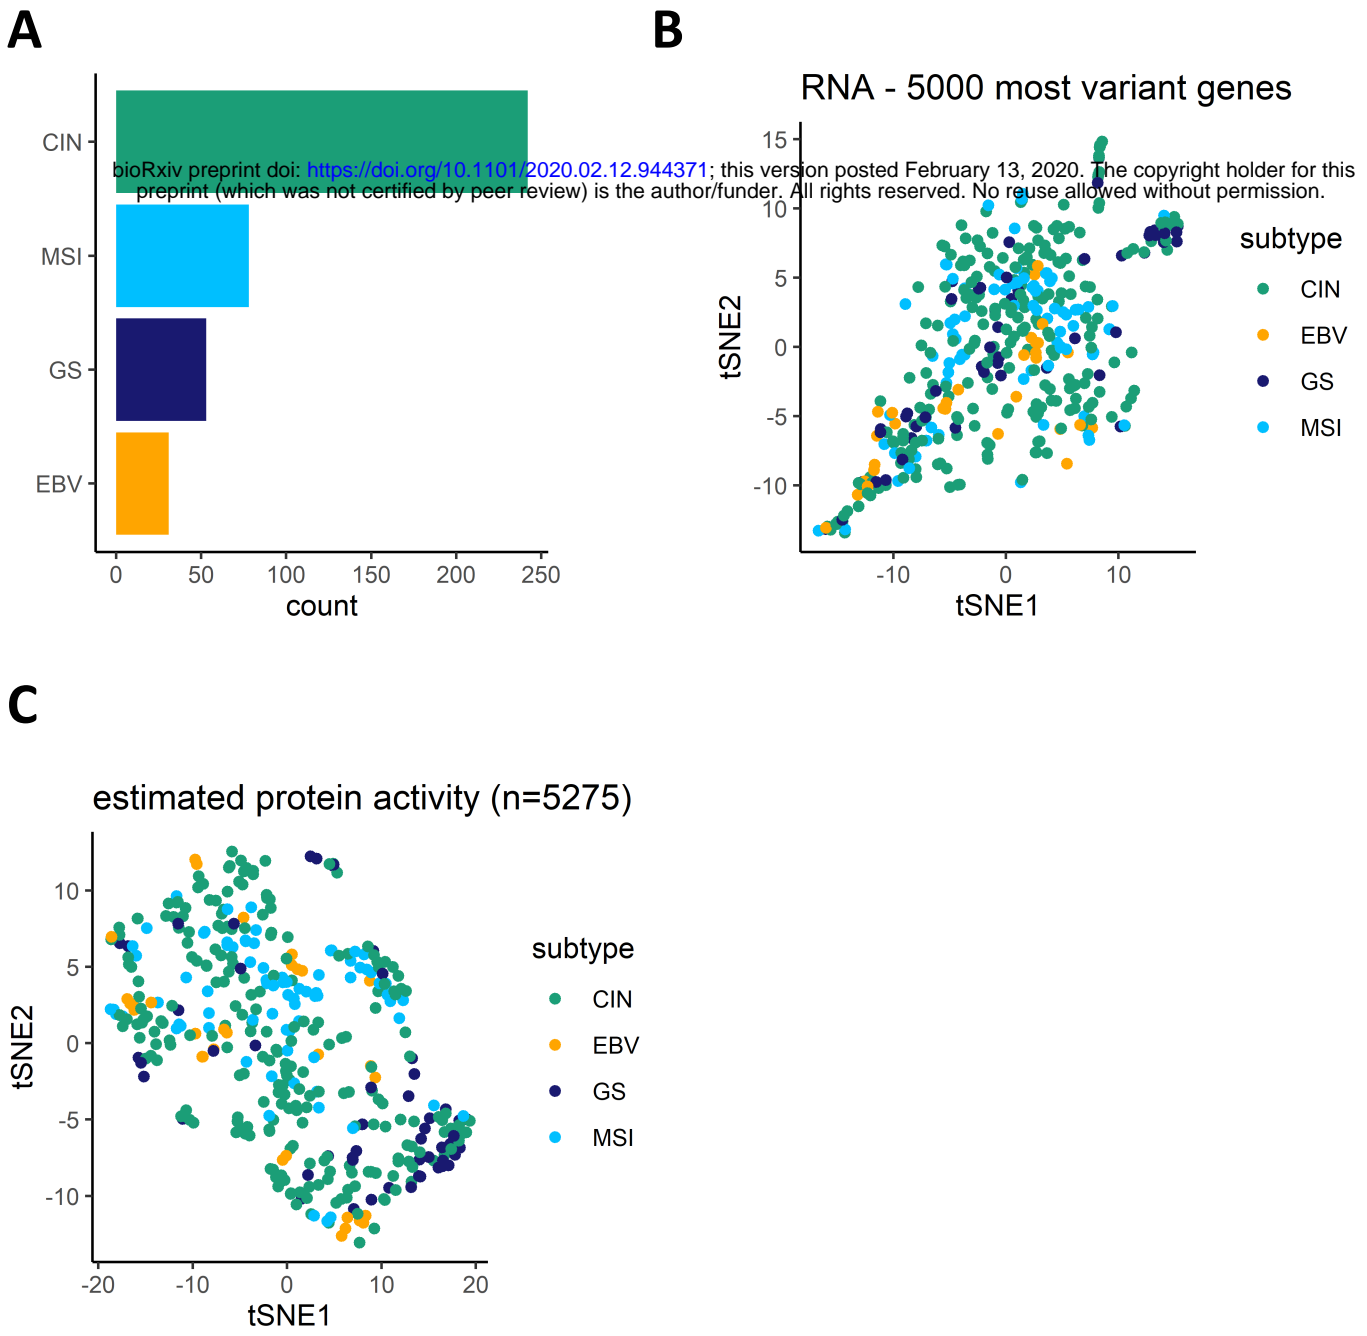 A
B
RNA - 5000 most variant genes
CIN
MSI
GS
EBV
0 50 100 150 200 250
count
bioRxiv preprint doi: https://doi.org/10.1101/2020.02.12.944371; this version posted February 13, 2020. The copyright holder for this
preprint (which was not certified by peer review) is the author/funder. All rights reserved. No reuse allowed without permission.
15
10
5
0
-5
-10
tSNE2
-10 0 10
tSNE1
subtype
CIN
EBV
GS
MSI
C
estimated protein activity (n=5275)
10
5
0
-5
-10
tSNE2
-20 -10 0 10 20
tSNE1
subtype
CIN
EBV
GS
MSI